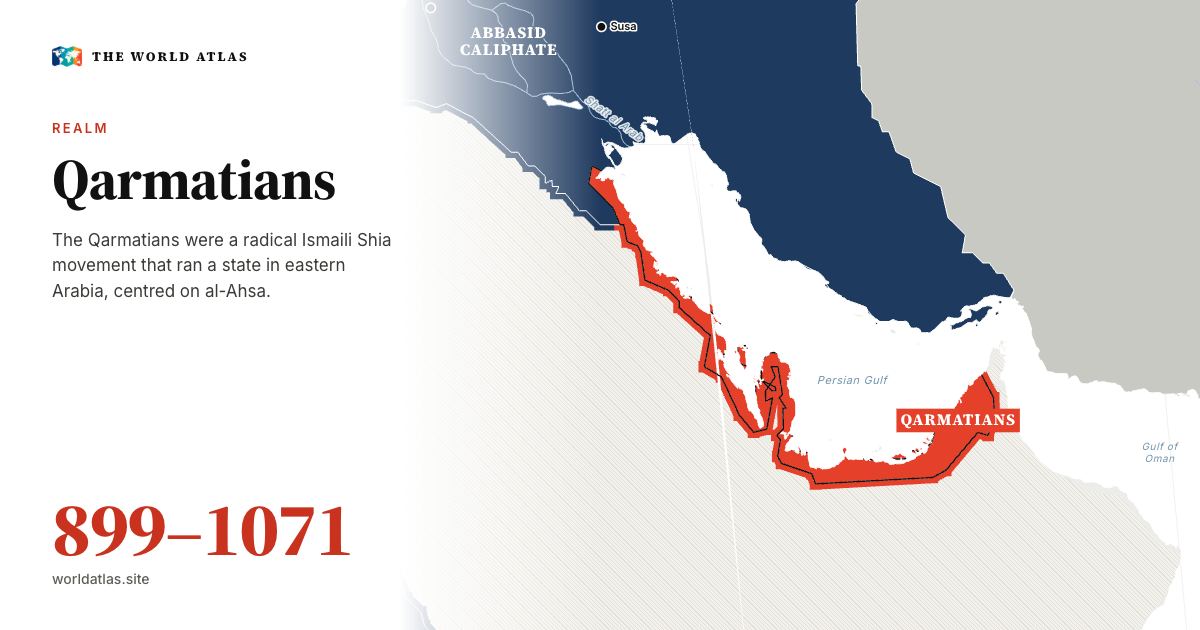 THE WORLD ATLAS
REALM
Qarmatians
The Qarmatians were a radical Ismaili Shia
movement that ran a state in eastern
Arabia, centred on al-Ahsa.
899–1071
worldatlas.site
ABBASID
CALIPHATE
Susa
Shatt al Arab
Persian Gulf
QARMATIANS
Gulf of
Oman